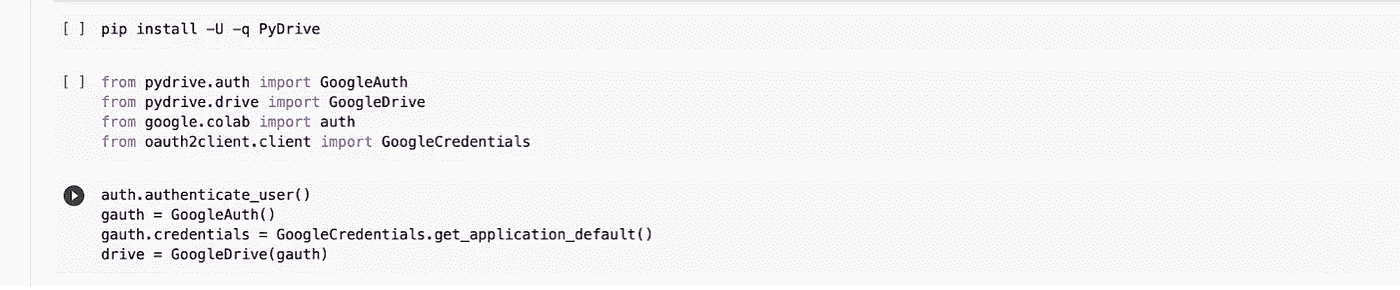 [ ] pip install -U -q PyDrive
[ ] from pydrive.auth import GoogleAuth
from pydrive.drive import GoogleDrive
from google.colab import auth
from oauth2client.client import GoogleCredentials
auth.authenticate_user()
gauth = GoogleAuth()
gauth.credentials = GoogleCredentials.get_application_default()
drive = GoogleDrive(gauth)